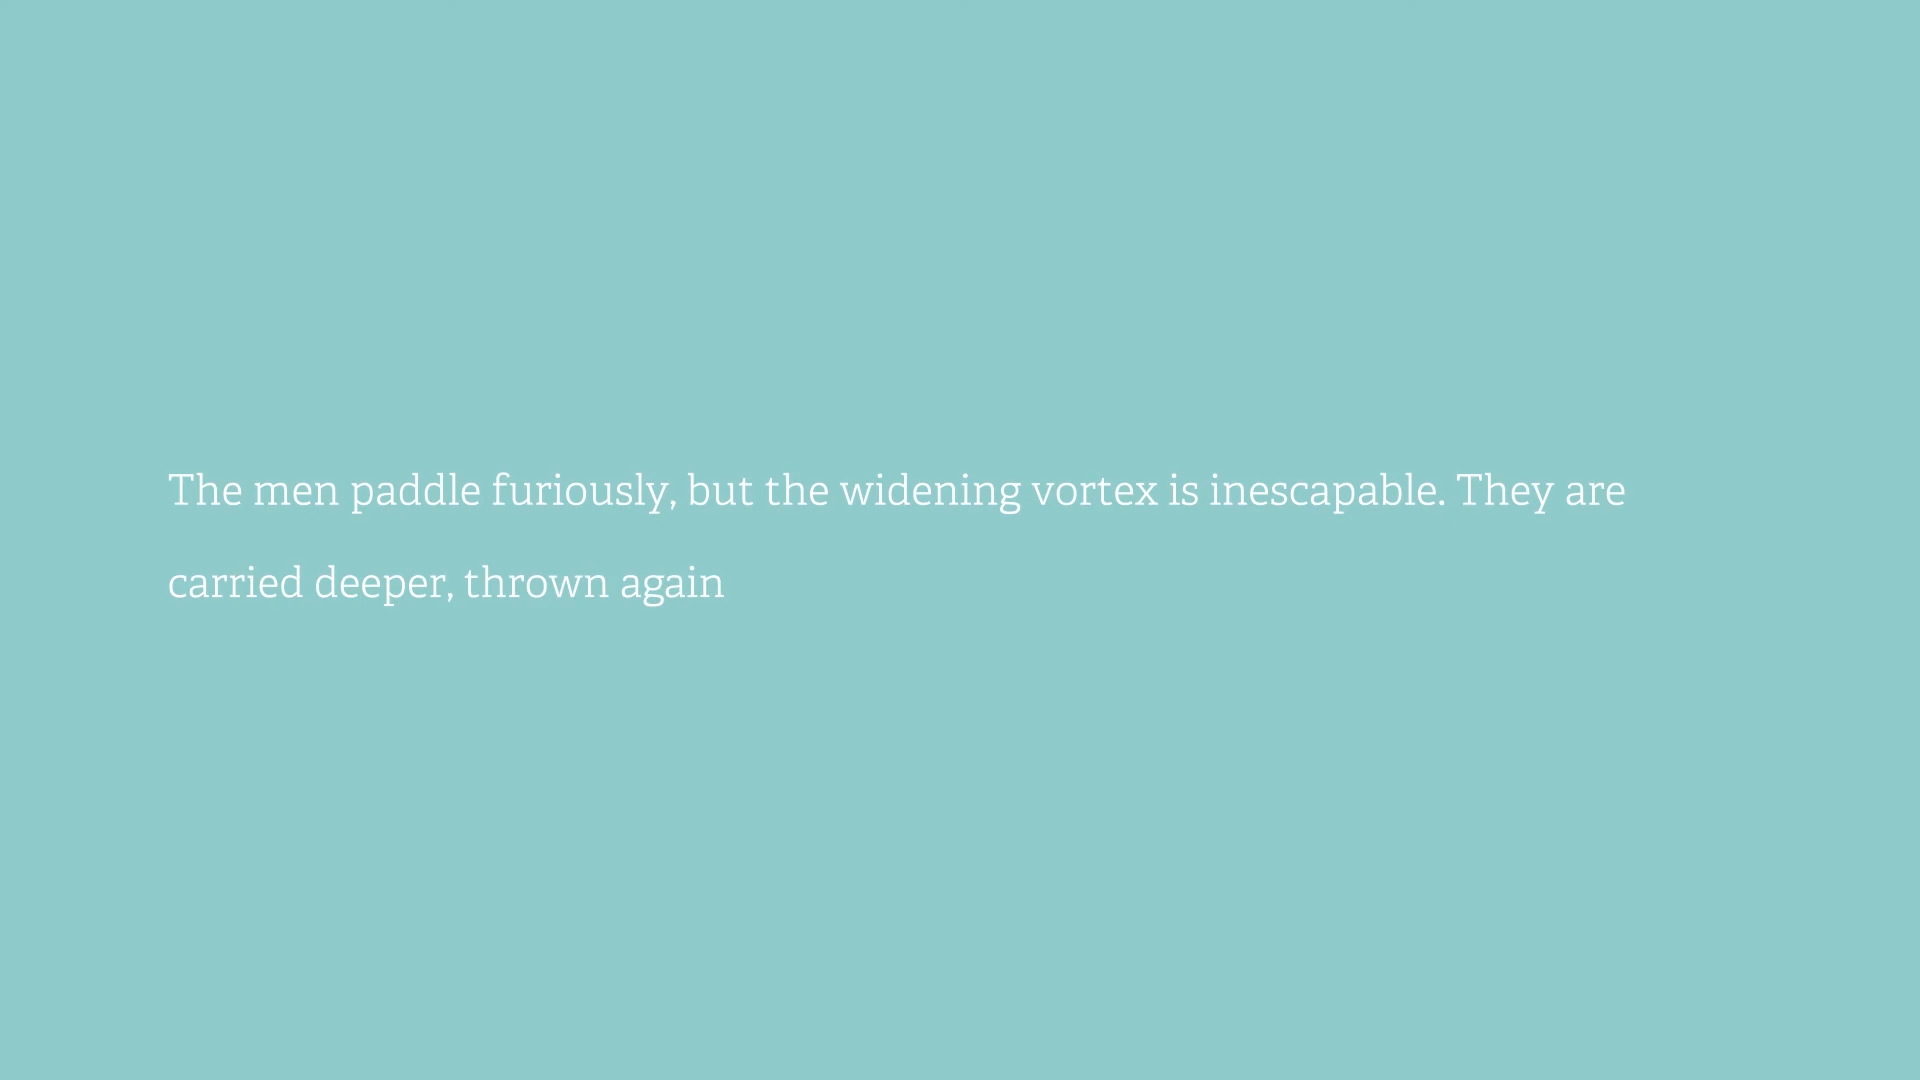 The men paddle furiously, but the widening vortex is inescapable. They are
carried deeper, thrown again